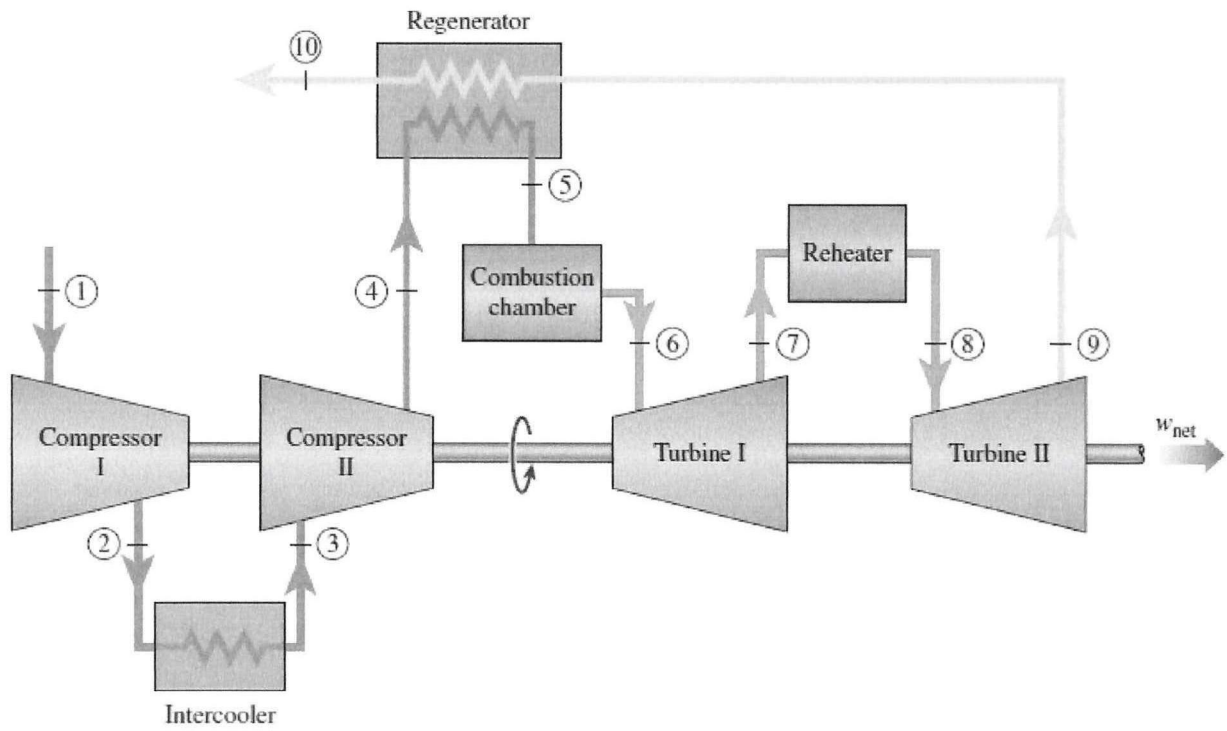 Regenerator
⑩
⑤
①
④
Combustion
chamber
Reheater
⑥
⑦
⑧
⑨
Compressor
I
Compressor
II
Turbine I
Turbine II
w_net
②
③
Intercooler